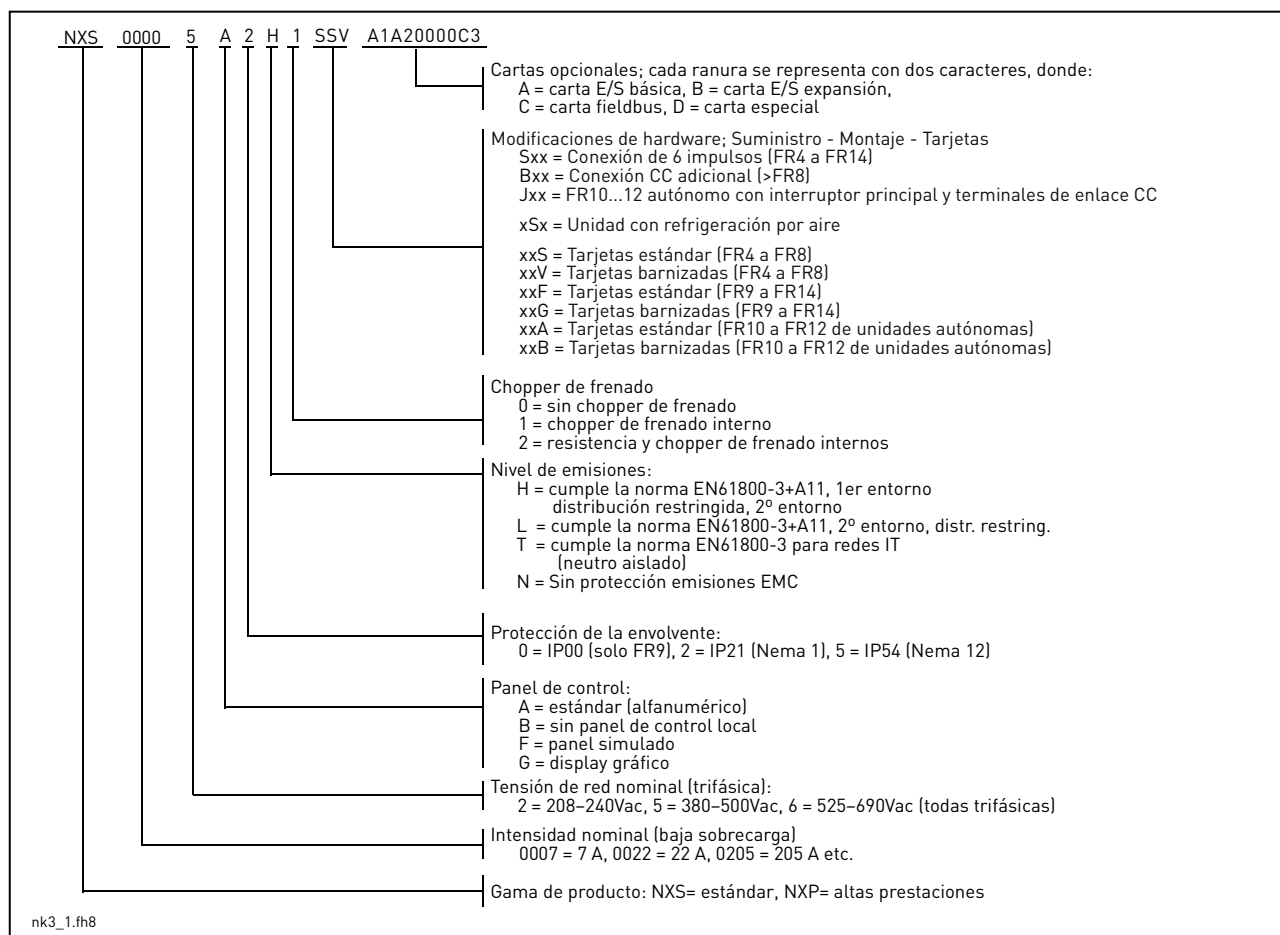 NXS 0000 5 A 2 H 1 SSV A1A20000C3
Cartas opcionales; cada ranura se representa con dos caracteres, donde:
A = carta E/S básica, B = carta E/S expansión,
C = carta fieldbus, D = carta especial
Modificaciones de hardware; Suministro - Montaje - Tarjetas
Sxx = Conexión de 6 impulsos (FR4 a FR14)
Bxx = Conexión CC adicional (>FR8)
Jxx = FR10...12 autónomo con interruptor principal y terminales de enlace CC
xSx = Unidad con refrigeración por aire
xxS = Tarjetas estándar (FR4 a FR8)
xxV = Tarjetas barnizadas (FR4 a FR8)
xxF = Tarjetas estándar (FR9 a FR14)
xxG = Tarjetas barnizadas (FR9 a FR14)
xxA = Tarjetas estándar (FR10 a FR12 de unidades autónomas)
xxB = Tarjetas barnizadas (FR10 a FR12 de unidades autónomas)
Chopper de frenado
0 = sin chopper de frenado
1 = chopper de frenado interno
2 = resistencia y chopper de frenado internos
Nivel de emisiones:
H = cumple la norma EN61800-3+A11, 1er entorno
distribución restringida, 2º entorno
L = cumple la norma EN61800-3+A11, 2º entorno, distr. restring.
T = cumple la norma EN61800-3 para redes IT
(neutro aislado)
N = Sin protección emisiones EMC
Protección de la envolvente:
0 = IP00 (solo FR9), 2 = IP21 (Nema 1), 5 = IP54 (Nema 12)
Panel de control:
A = estándar (alfanumérico)
B = sin panel de control local
F = panel simulado
G = display gráfico
Tensión de red nominal (trifásica):
2 = 208–240Vac, 5 = 380–500Vac, 6 = 525–690Vac (todas trifásicas)
Intensidad nominal (baja sobrecarga)
0007 = 7 A, 0022 = 22 A, 0205 = 205 A etc.
Gama de producto: NXS= estándar, NXP= altas prestaciones
nk3_1.fh8